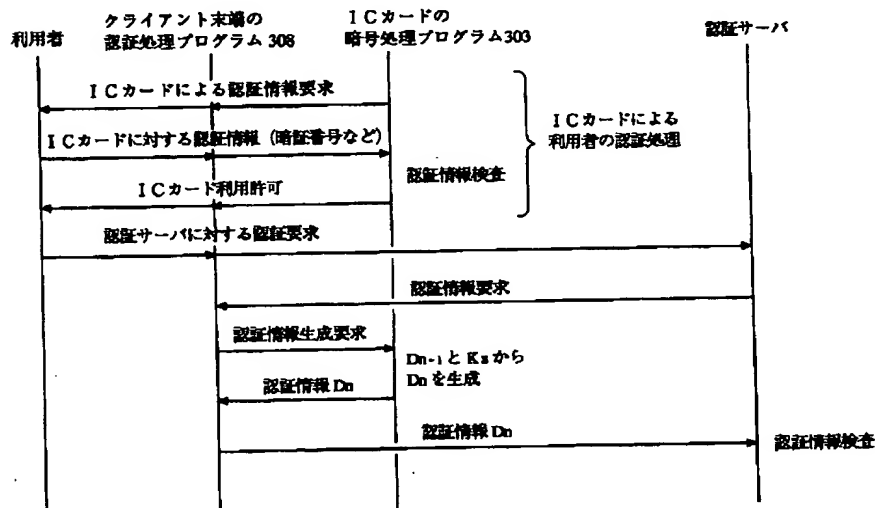 利用者
クライアント末端の
認証処理プログラム 308
ICカードの
暗号処理プログラム303
認証サーバ
ICカードによる認証情報要求
ICカードに対する認証情報(暗証番号など)
認証情報検査
ICカード利用許可
ICカードによる
利用者の認証処理
認証サーバに対する認証要求
認証情報要求
認証情報生成要求
Dn-1とKsから
Dnを生成
認証情報Dn
認証情報Dn
認証情報検査